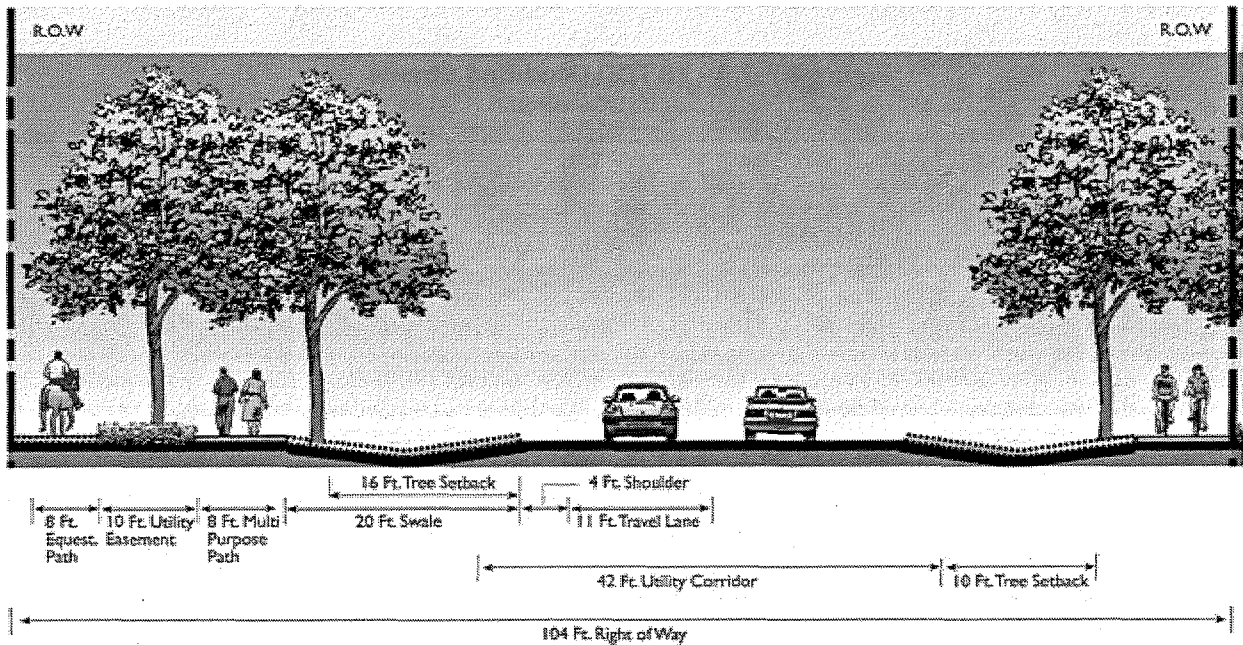 R.O.W
R.O.W
16 Ft. Tree Setback
4 Ft. Shoulder
8 Ft.
Equest.
Path
10 Ft. Utility
Easement
8 Ft. Multi
Purpose
Path
20 Ft. Swale
11 Ft. Travel Lane
42 Ft. Utility Corridor
10 Ft. Tree Setback
104 Ft. Right of Way